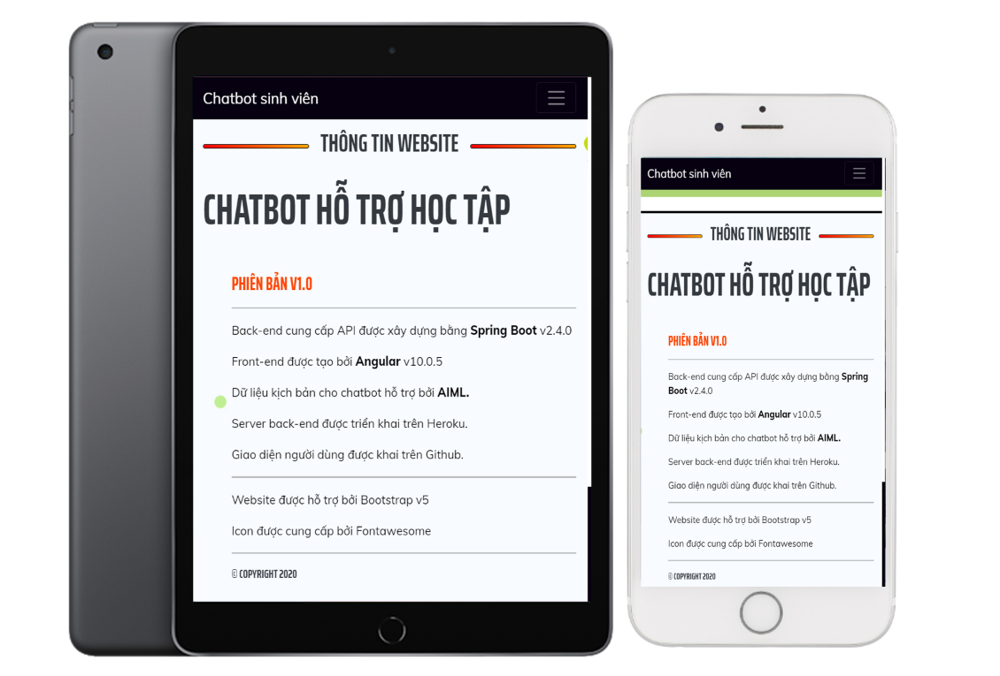 Chatbot sinh viên
THÔNG TIN WEBSITE
CHATBOT HỖ TRỢ HỌC TẬP
PHIÊN BẢN V1.0
Back-end cung cấp API được xây dựng bằng Spring Boot v2.4.0
Front-end được tạo bởi Angular v10.0.5
Dữ liệu kịch bản cho chatbot hỗ trợ bởi AIML.
Server back-end được triển khai trên Heroku.
Giao diện người dùng được khai trên Github.
Website được hỗ trợ bởi Bootstrap v5
Icon được cung cấp bởi Fontawesome
© COPYRIGHT 2020
Chatbot sinh viên
THÔNG TIN WEBSITE
CHATBOT HỖ TRỢ HỌC TẬP
PHIÊN BẢN V1.0
Back-end cung cấp API được xây dựng bằng Spring
Boot v2.4.0
Front-end được tạo bởi Angular v10.0.5
Dữ liệu kịch bản cho chatbot hỗ trợ bởi AIML.
Server back-end được triển khai trên Heroku.
Giao diện người dùng được khai trên Github.
Website được hỗ trợ bởi Bootstrap v5
Icon được cung cấp bởi Fontawesome
© COPYRIGHT 2020